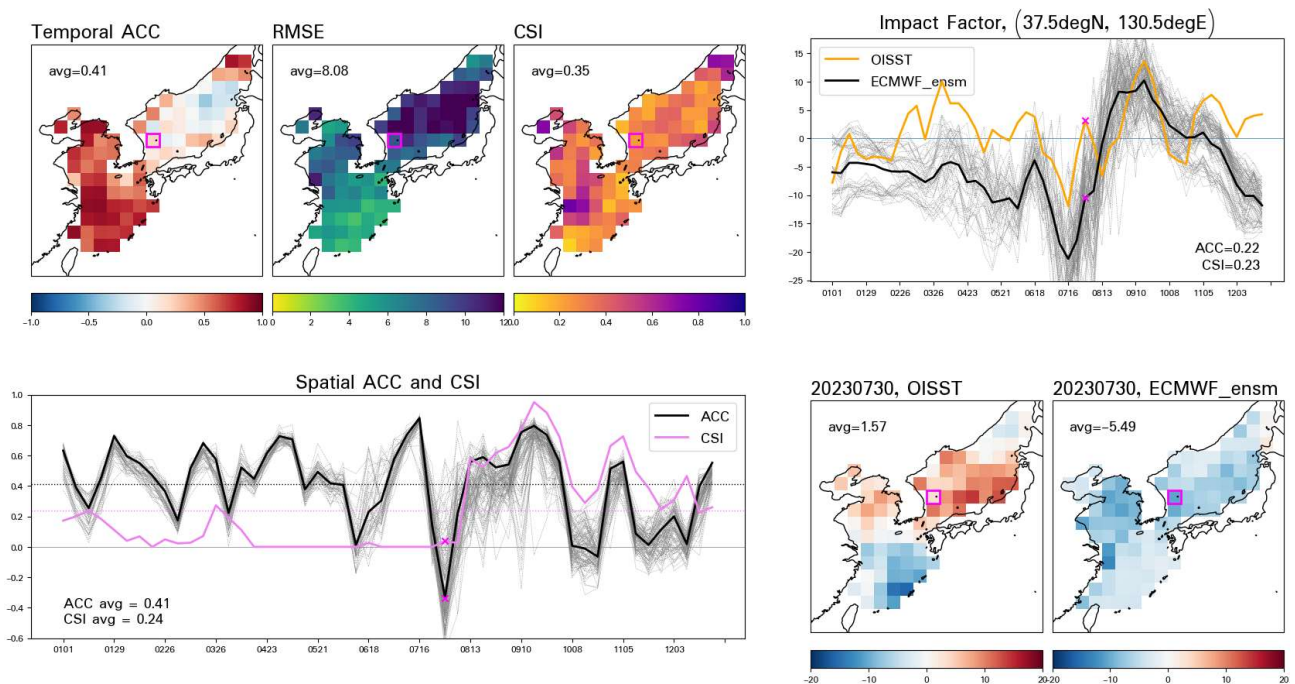 Temporal ACC
avg=0.41
-1.0 -0.5 0.0 0.5 1.0
RMSE
avg=8.08
0 2 4 6 8 10 12
CSI
avg=0.35
0.0 0.2 0.4 0.6 0.8 1.0
Impact Factor, (37.5degN, 130.5degE)
OISST
ECMWF_ensm
15
10
5
0
-5
-10
-15
-20
-25
ACC=0.22
CSI=0.23
0101 0129 0226 0326 0423 0521 0618 0716 0813 0910 1008 1105 1203
Spatial ACC and CSI
ACC
CSI
1.0
0.8
0.6
0.4
0.2
0.0
-0.2
-0.4
-0.6
ACC avg = 0.41
CSI avg = 0.24
0101 0129 0226 0326 0423 0521 0618 0716 0813 0910 1008 1105 1203
20230730, OISST
avg=1.57
-20 -10 0 10 20
20230730, ECMWF_ensm
avg=-5.49
-20 -10 0 10 20